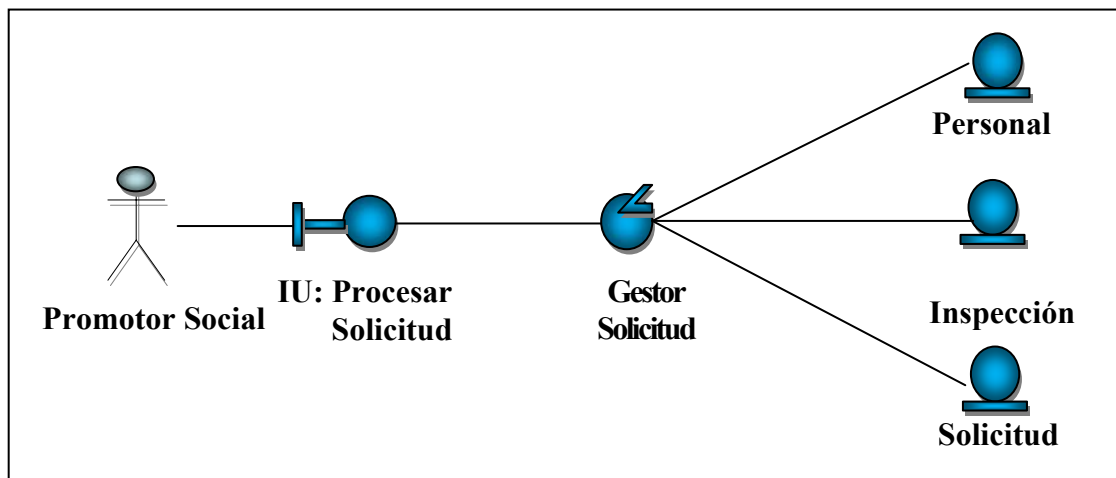 Personal
Promotor Social
IU: Procesar
Solicitud
Gestor
Solicitud
Inspección
Solicitud